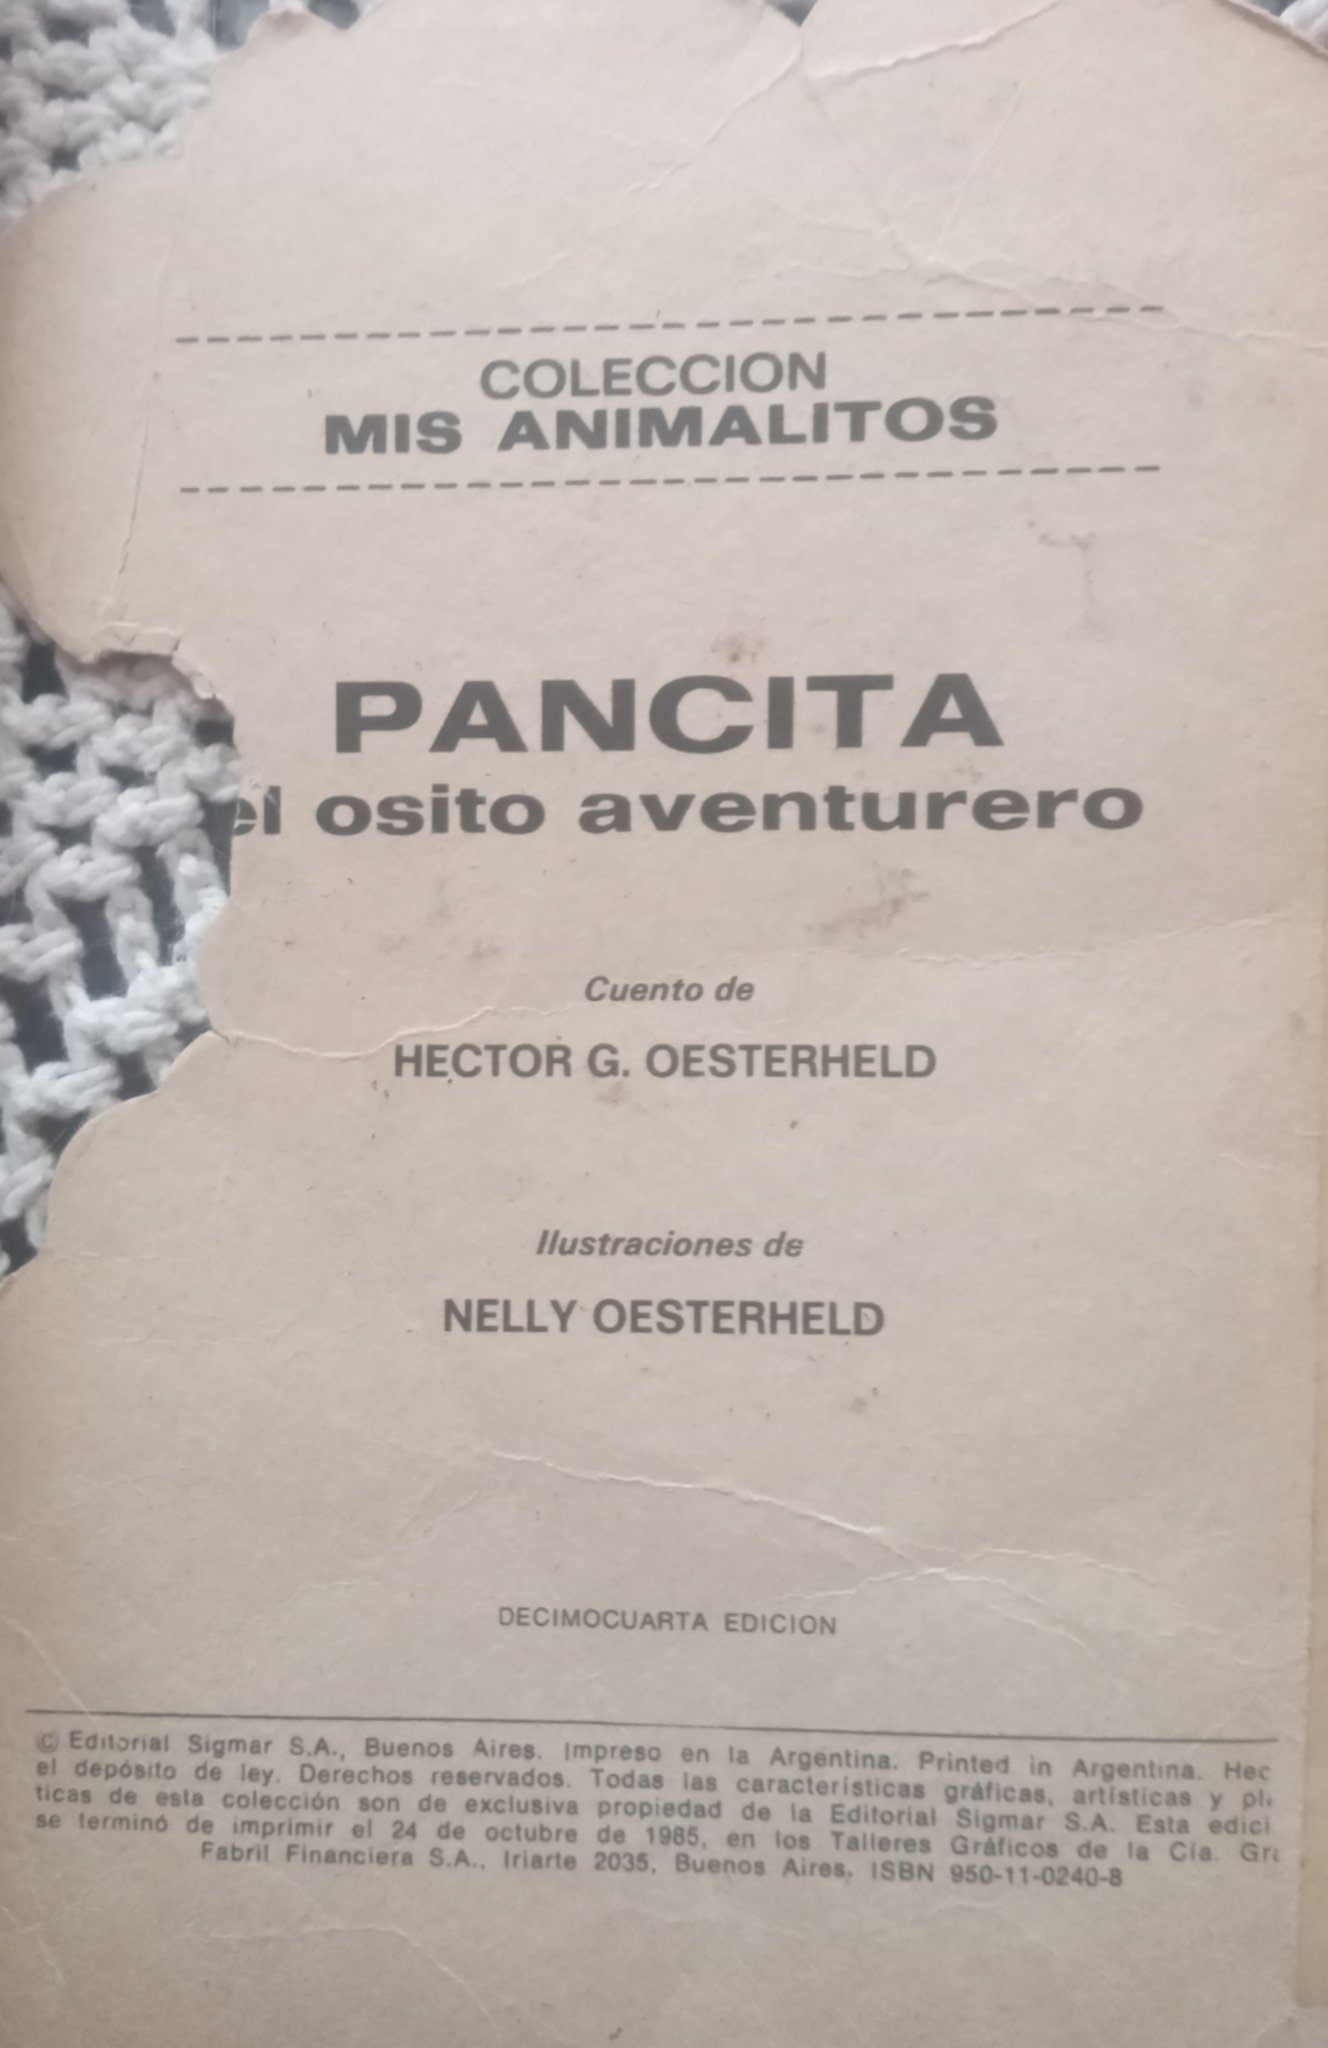 COLECCION
MIS ANIMALITOS
PANCITA
el osito aventurero
Cuento de
HECTOR G. OESTERHELD
Ilustraciones de
NELLY OESTERHELD
DECIMOCUARTA EDICION
© Editorial Sigmar S.A., Buenos Aires. Impreso en la Argentina. Printed in Argentina. Hec
el depósito de ley. Derechos reservados. Todas las características gráficas, artísticas y
ticas de esta colección son de exclusiva propiedad de la Editorial Sigmar S.A. Esta edici
se terminó de imprimir el 24 de octubre de 1985, en los Talleres Gráficos de la Cía. Gr
Fabril Financiera S.A., Iriarte 2035, Buenos Aires. ISBN 950-11-0240-8